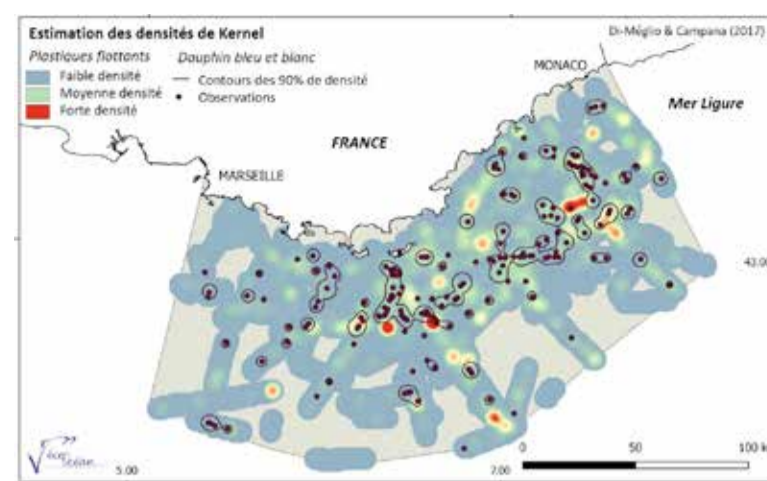 Estimation des densités de Kernel
Di-Méglio & Campana (2017)
Plastiques flottants
Faible densité
Moyenne densité
Forte densité
Dauphin bleu et blanc
Contours des 90% de densité
Observations
MONACO
Mer Ligure
FRANCE
MARSEILLE
43.00
0 50 100 k
5.00
7.00